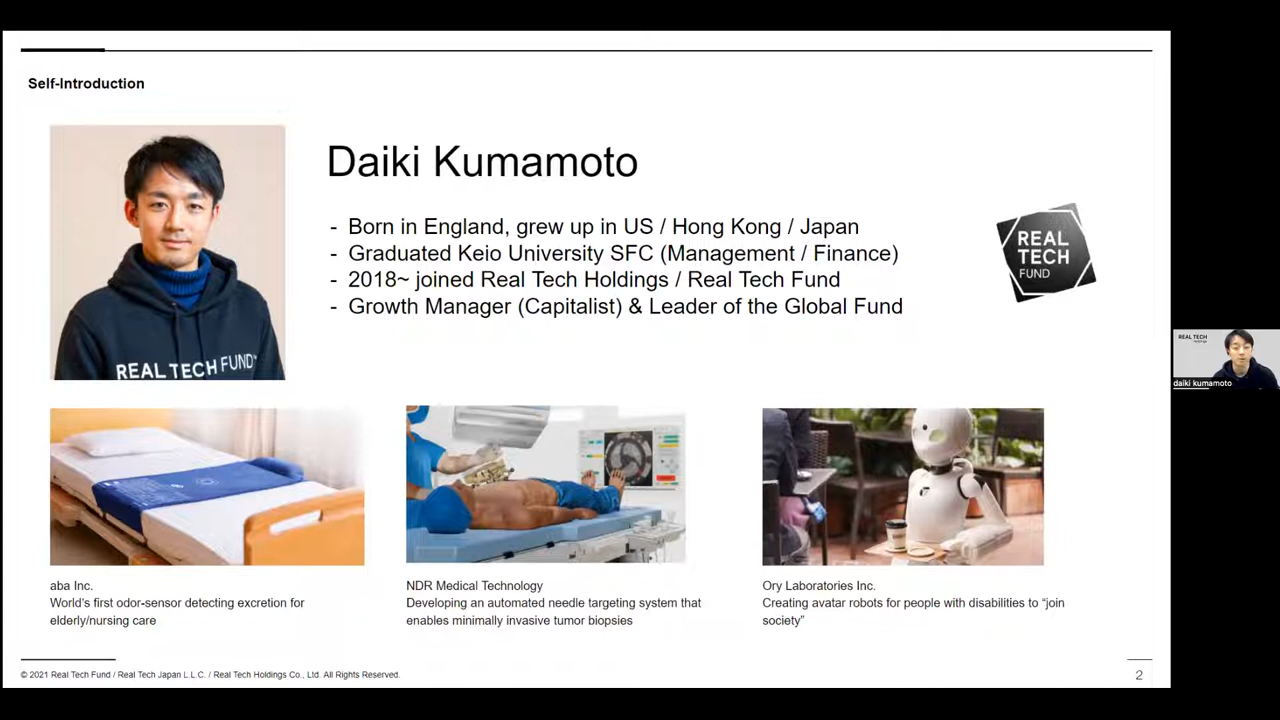 Self-Introduction
Daiki Kumamoto
- Born in England, grew up in US / Hong Kong / Japan
- Graduated Keio University SFC (Management / Finance)
- 2018~ joined Real Tech Holdings / Real Tech Fund
- Growth Manager (Capitalist) & Leader of the Global Fund
REAL
TECH
FUND
REAL TECH FUND
REAL TECH
Holdings
daiki kumamoto
aba Inc.
World's first odor-sensor detecting excretion for
elderly/nursing care
NDR Medical Technology
Developing an automated needle targeting system that
enables minimally invasive tumor biopsies
Ory Laboratories Inc.
Creating avatar robots for people with disabilities to “join
society”
© 2021 Real Tech Fund / Real Tech Japan L.L.C. / Real Tech Holdings Co., Ltd. All Rights Reserved.
2